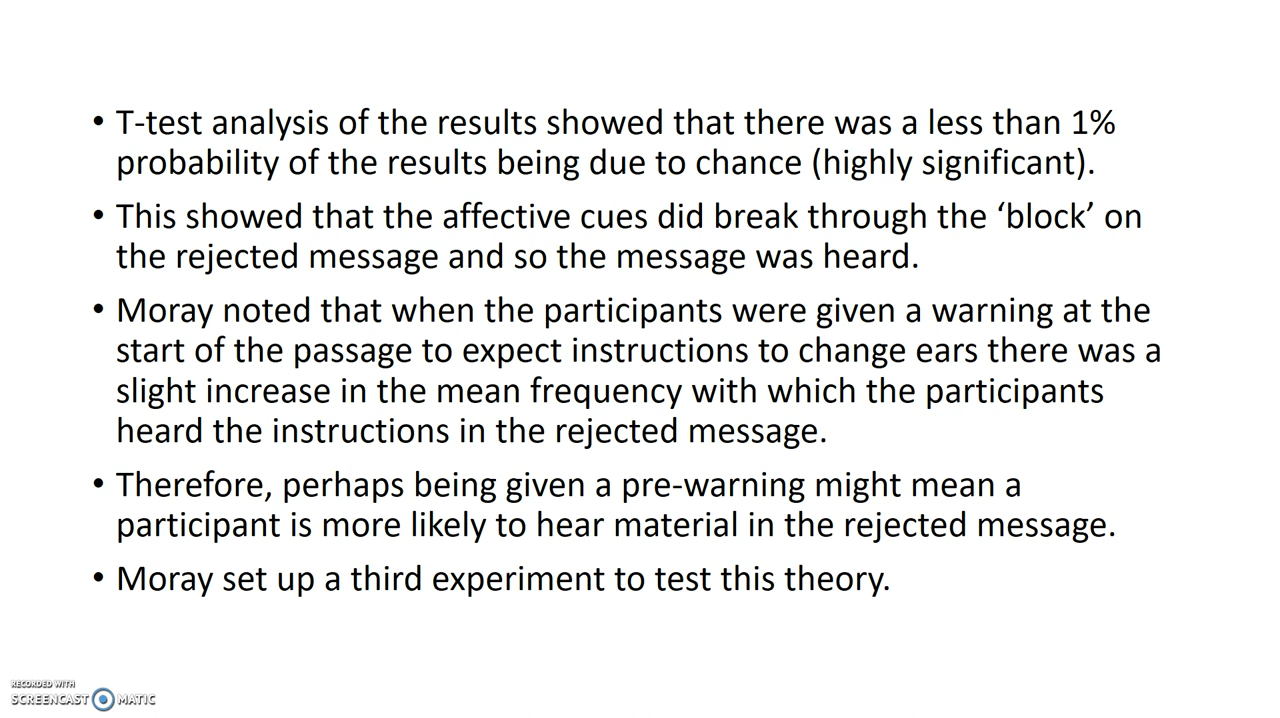 • T-test analysis of the results showed that there was a less than 1%
probability of the results being due to chance (highly significant).
• This showed that the affective cues did break through the ‘block’ on
the rejected message and so the message was heard.
• Moray noted that when the participants were given a warning at the
start of the passage to expect instructions to change ears there was a
slight increase in the mean frequency with which the participants
heard the instructions in the rejected message.
• Therefore, perhaps being given a pre-warning might mean a
participant is more likely to hear material in the rejected message.
• Moray set up a third experiment to test this theory.
RECORDED WITH
SCREENCAST MATIC